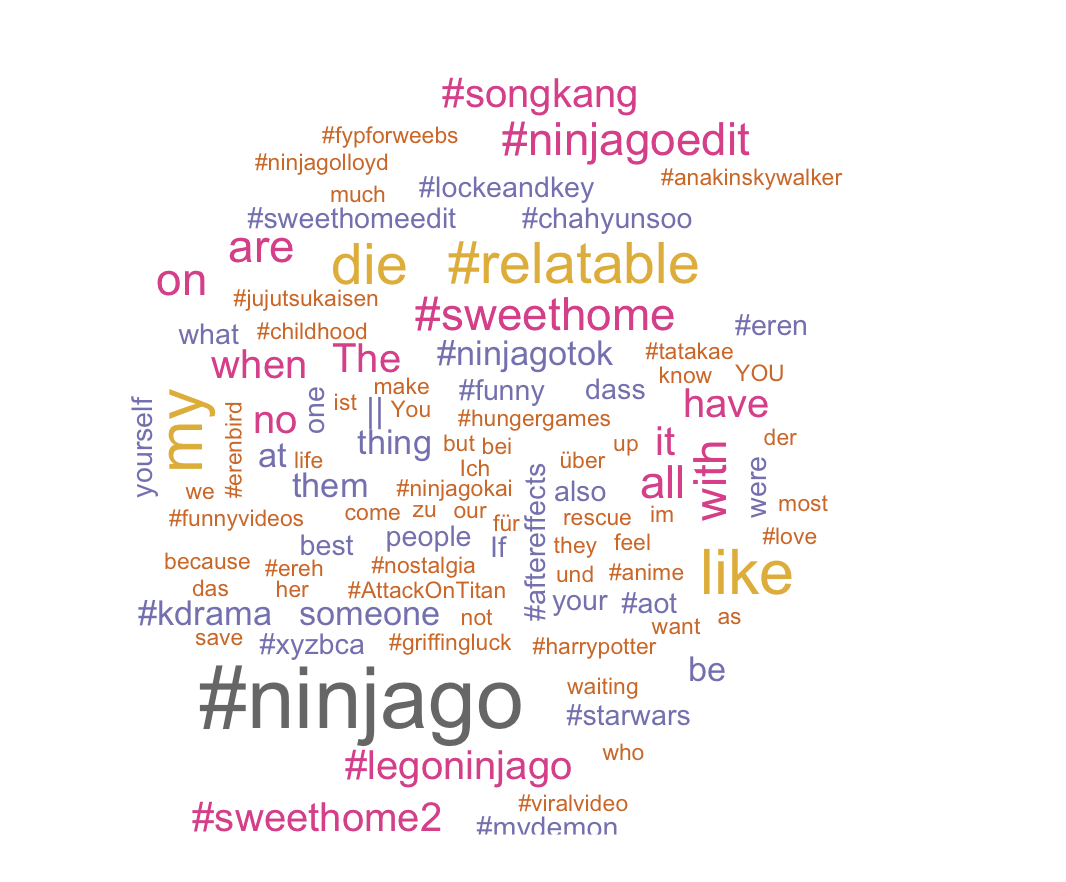 #songkang
#fypforweebs
#ninjagoedit
#ninjagolloyd
#anakinskywalker
much
#lockeandkey
#sweethomeedit
#chahyunsoo
are
die
#relatable
on
#jujutsukaisen
#sweethome
what
#childhood
#eren
when
The
#ninjagotok
#tatakae
know
YOU
make
#funny
dass
have
yourself
my
#erenbird
no
one
ist
||
You
#hungergames
thing
but
bei
up
it
der
at
life
Ich
über
with
we
them
#ninjagokai
#aftereffects
also
all
were
most
#funnyvideos
come
zu
our
für
rescue
im
#love
best
people
If
they
feel
because
#ereh
#nostalgia
und
#anime
like
das
her
#AttackOnTitan
your
#aot
#kdrama
someone
not
want
as
save
#xyzbca
#griffingluck
#harrypotter
be
#ninjago
waiting
#starwars
who
#legoninjago
#viralvideo
#sweethome2
#mydemon